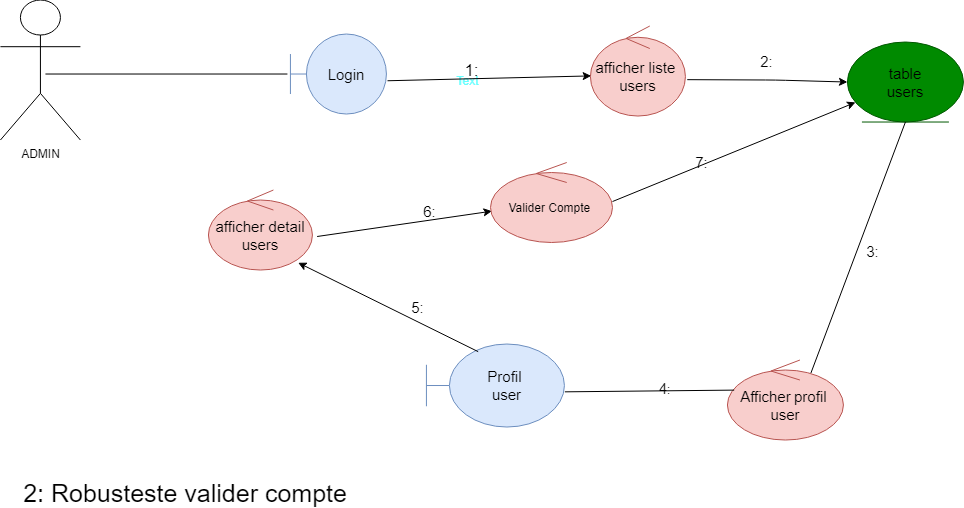 Login
1:
Text
afficher liste
users
2:
table
users
ADMIN
7:
Valider Compte
6:
afficher detail
users
3:
5:
Profil
user
4:
Afficher profil
user
2: Robusteste valider compte